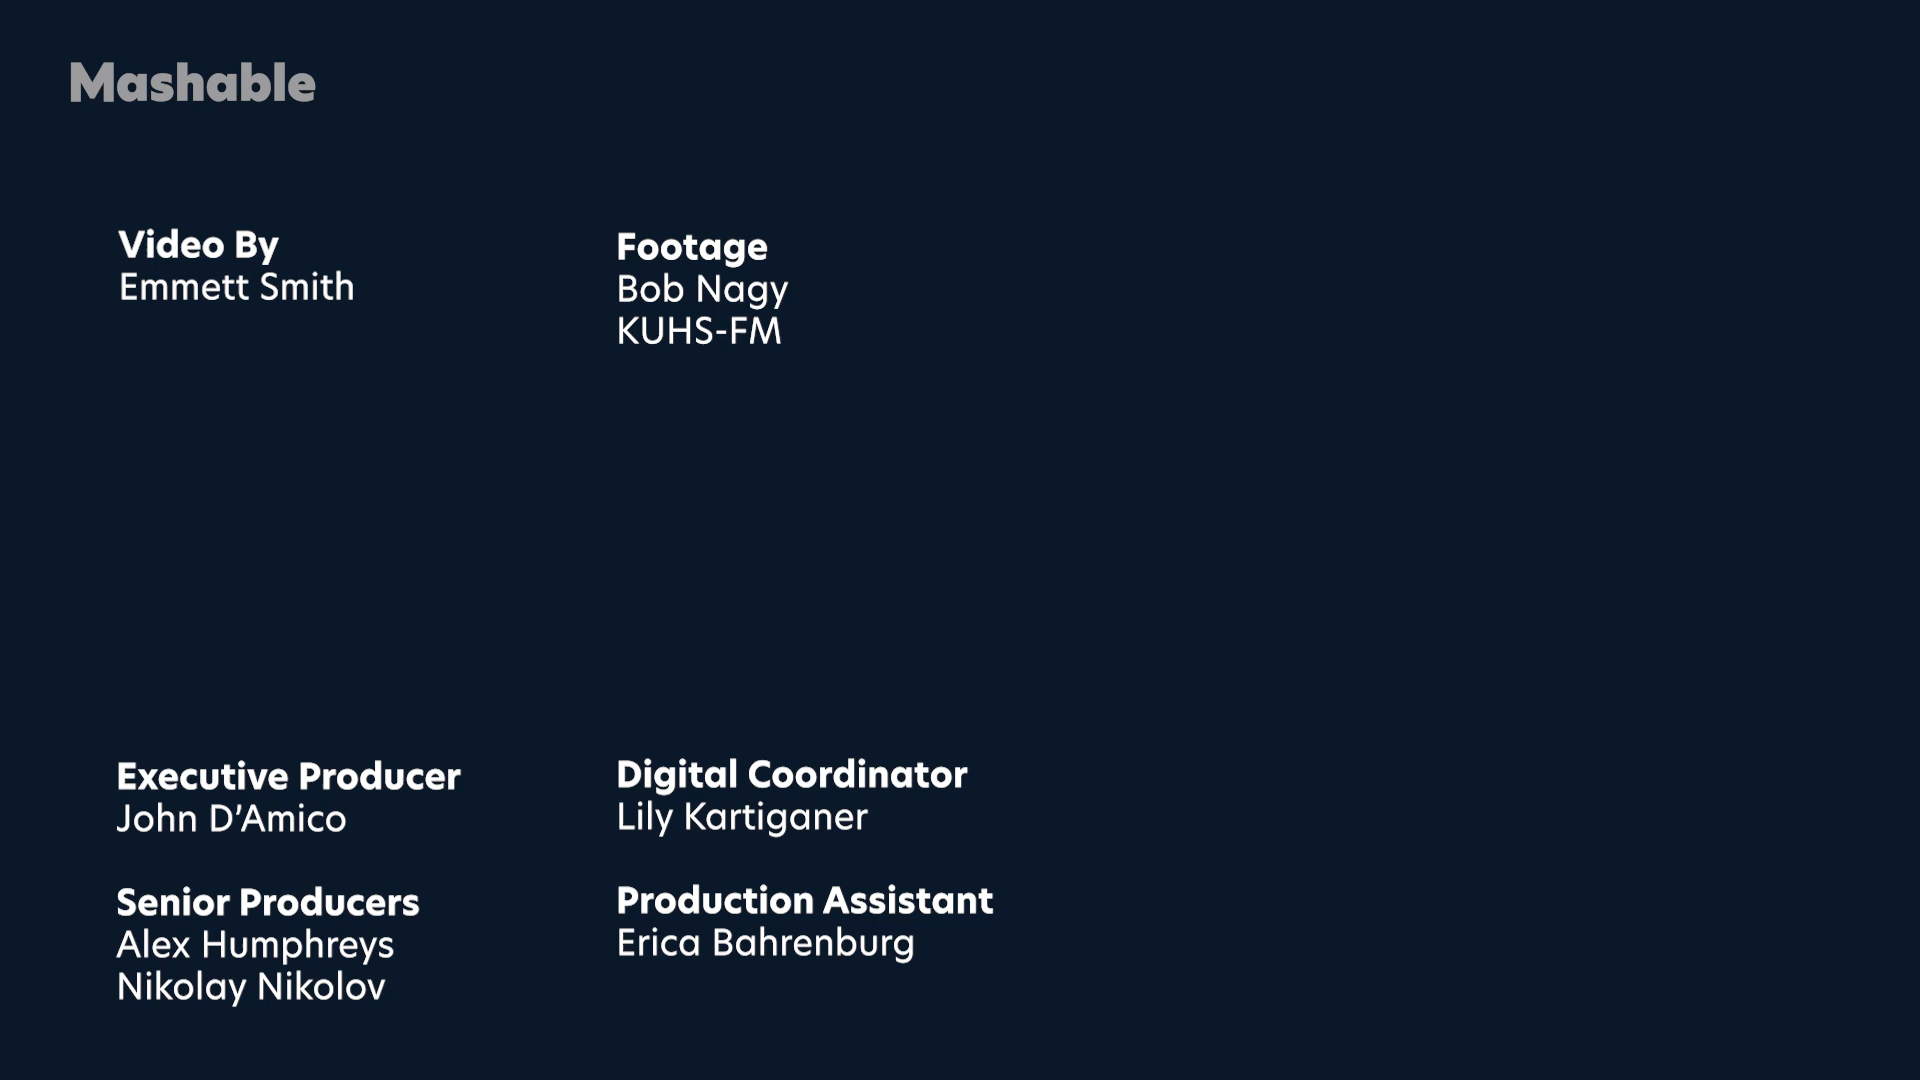 Mashable
Video By
Emmett Smith
Footage
Bob Nagy
KUHS-FM
Executive Producer
John D’Amico
Senior Producers
Alex Humphreys
Nikolay Nikolov
Digital Coordinator
Lily Kartiganer
Production Assistant
Erica Bahrenburg